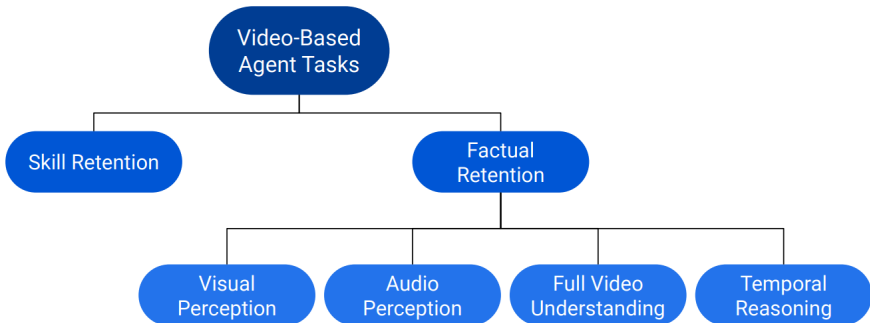 Video-Based
Agent Tasks
Skill Retention
Factual
Retention
Visual
Perception
Audio
Perception
Full Video
Understanding
Temporal
Reasoning